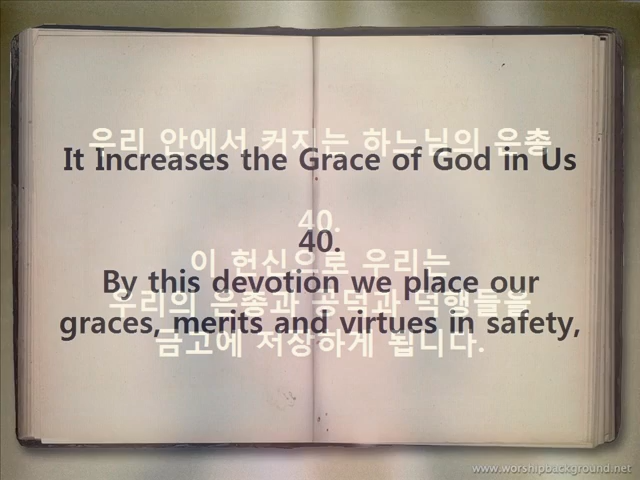 우리 안에서 커지는 하느님의 은총
It Increases the Grace of God in Us
40.
40.
이 헌신으로 우리는
By this devotion we place our
우리의 은총과 공덕과 덕행들을
graces, merits and virtues in safety,
금고에 저장하게 됩니다.
www.worshipbackground.net